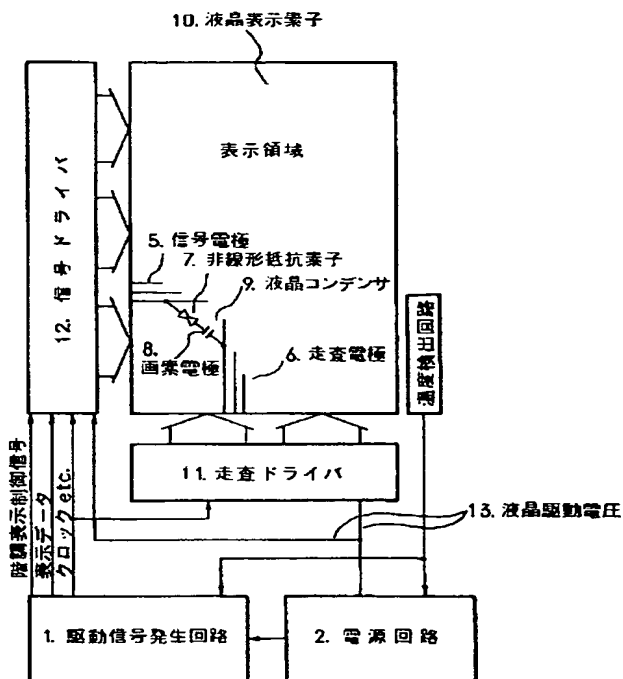 10. 液晶表示素子
表示領域
12. 信号ドライバ
5. 信号電極
7. 非線形抵抗素子
9. 液晶コンデンサ
8.
画素電極
6. 走査電極
温度検出回路
11. 走査ドライバ
13. 液晶駆動電圧
階調表示制御信号
表示データ
クロックetc.
1. 駆動信号発生回路
2. 電源回路